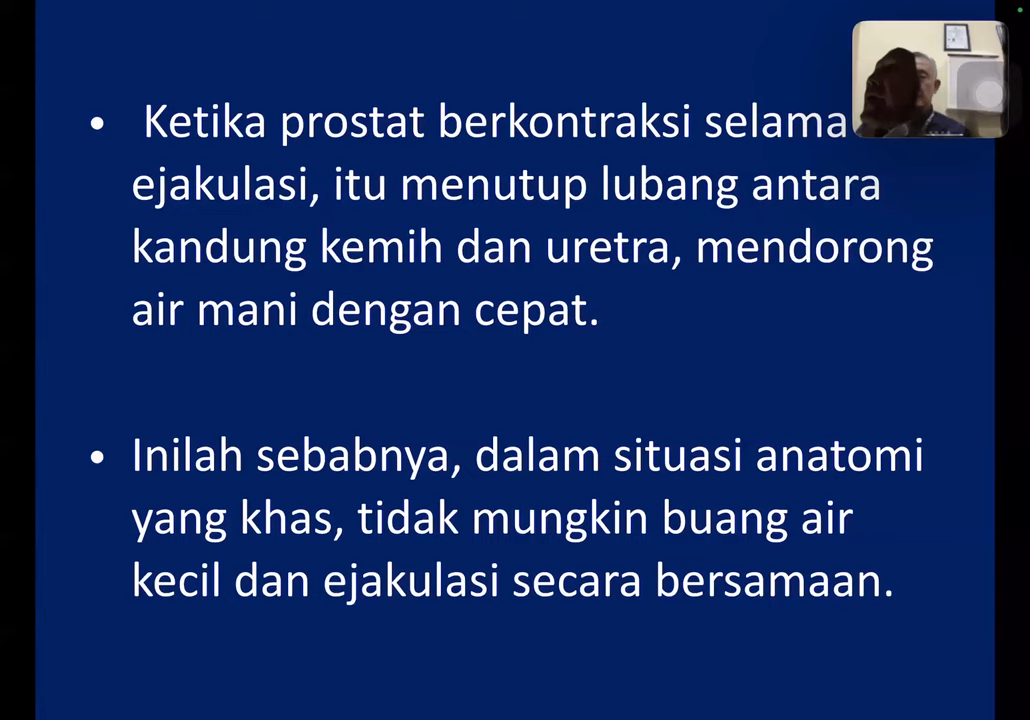 • Ketika prostat berkontraksi selama
ejakulasi, itu menutup lubang antara
kandung kemih dan uretra, mendorong
air mani dengan cepat.
• Inilah sebabnya, dalam situasi anatomi
yang khas, tidak mungkin buang air
kecil dan ejakulasi secara bersamaan.